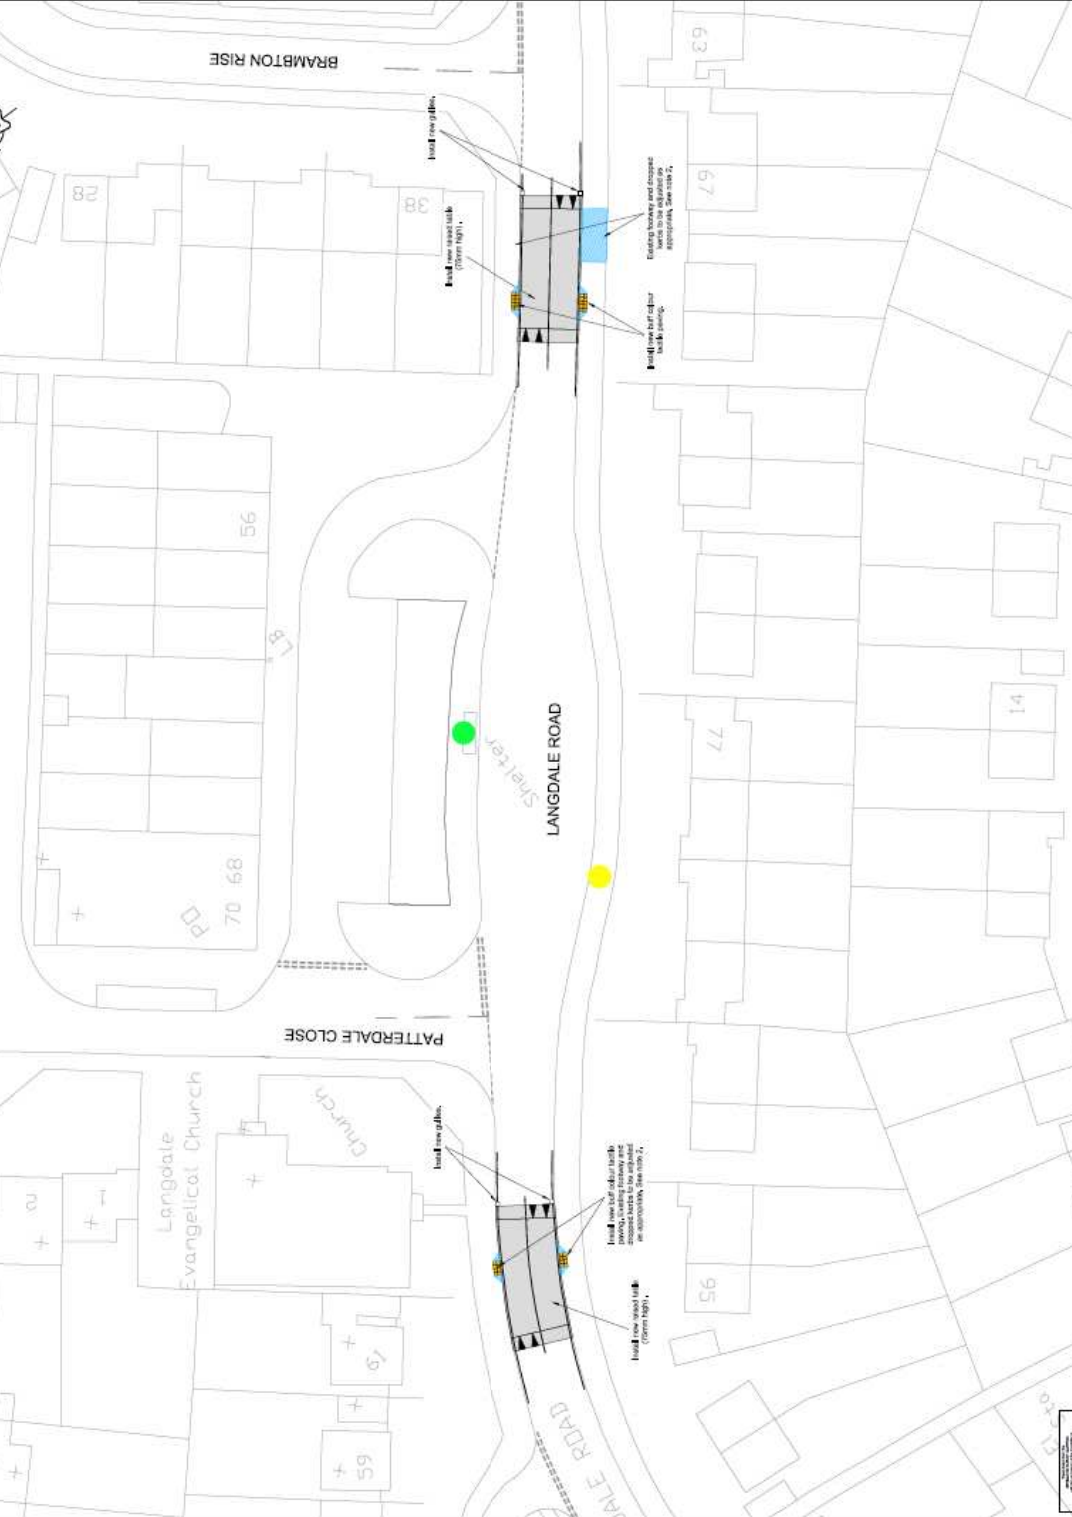 BRAMBTON RISE
63
Install new gullies.
28
38
67
Existing footway and dropped
kerbs to be adjusted as
appropriate. See note 2.
Install new raised table
(75mm high).
Install new buff colour
tactile paving.
56
LB
Shelter
LANGDALE ROAD
14
77
70 68
PO
PATTERDALE CLOSE
Langdale
Evangelical Church
Church
Install new gullies.
2
1
Install new buff colour tactile
paving. Existing footway and
dropped kerbs to be adjusted
as appropriate. See note 2.
Install new raised table
(75mm high).
95
61
59
DALE ROAD